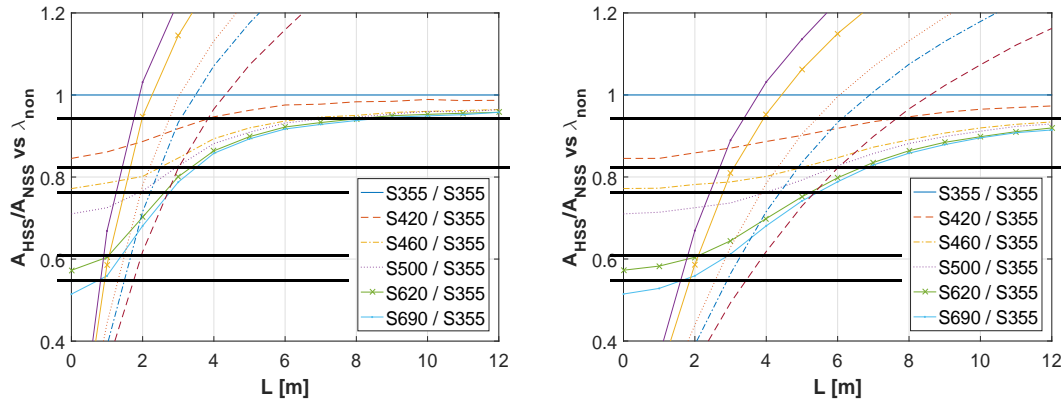 A_HSS/A_NSS vs λ_non
1.2
1
0.8
0.6
0.4
S355 / S355
S420 / S355
S460 / S355
S500 / S355
S620 / S355
S690 / S355
0 2 4 6 8 10 12
L [m]
A_HSS/A_NSS vs λ_non
1.2
1
0.8
0.6
0.4
S355 / S355
S420 / S355
S460 / S355
S500 / S355
S620 / S355
S690 / S355
0 2 4 6 8 10 12
L [m]